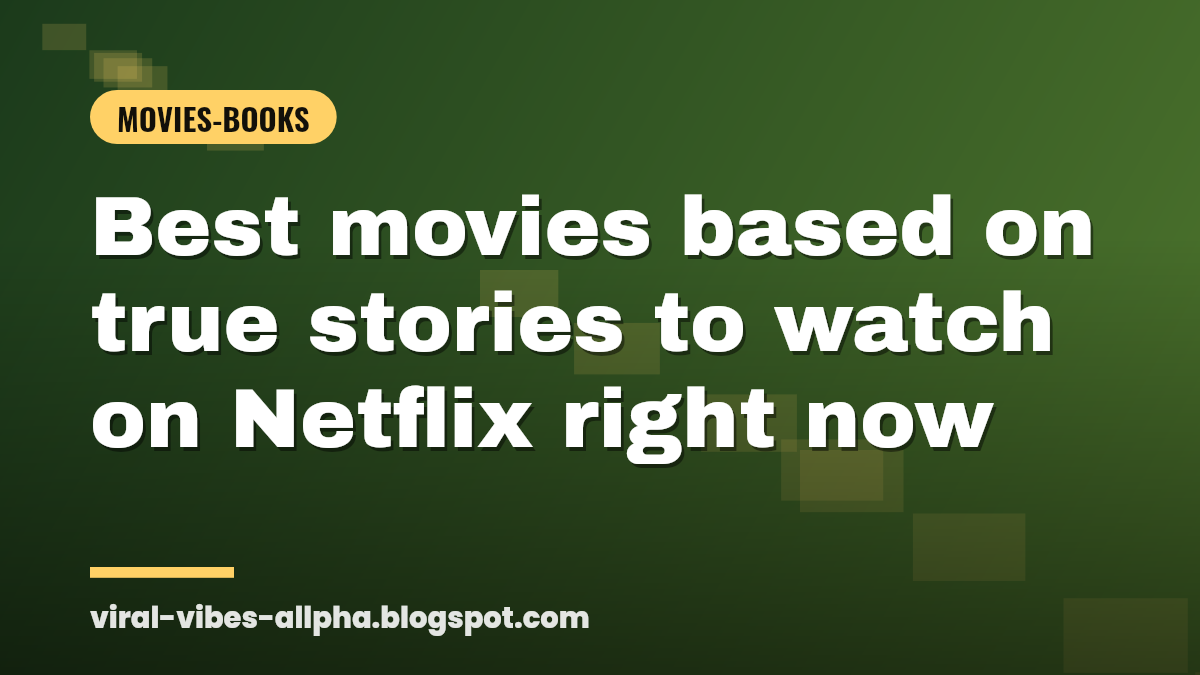 MOVIES-BOOKS
Best movies based on
true stories to watch
on Netflix right now
viral-vibes-allpha.blogspot.com